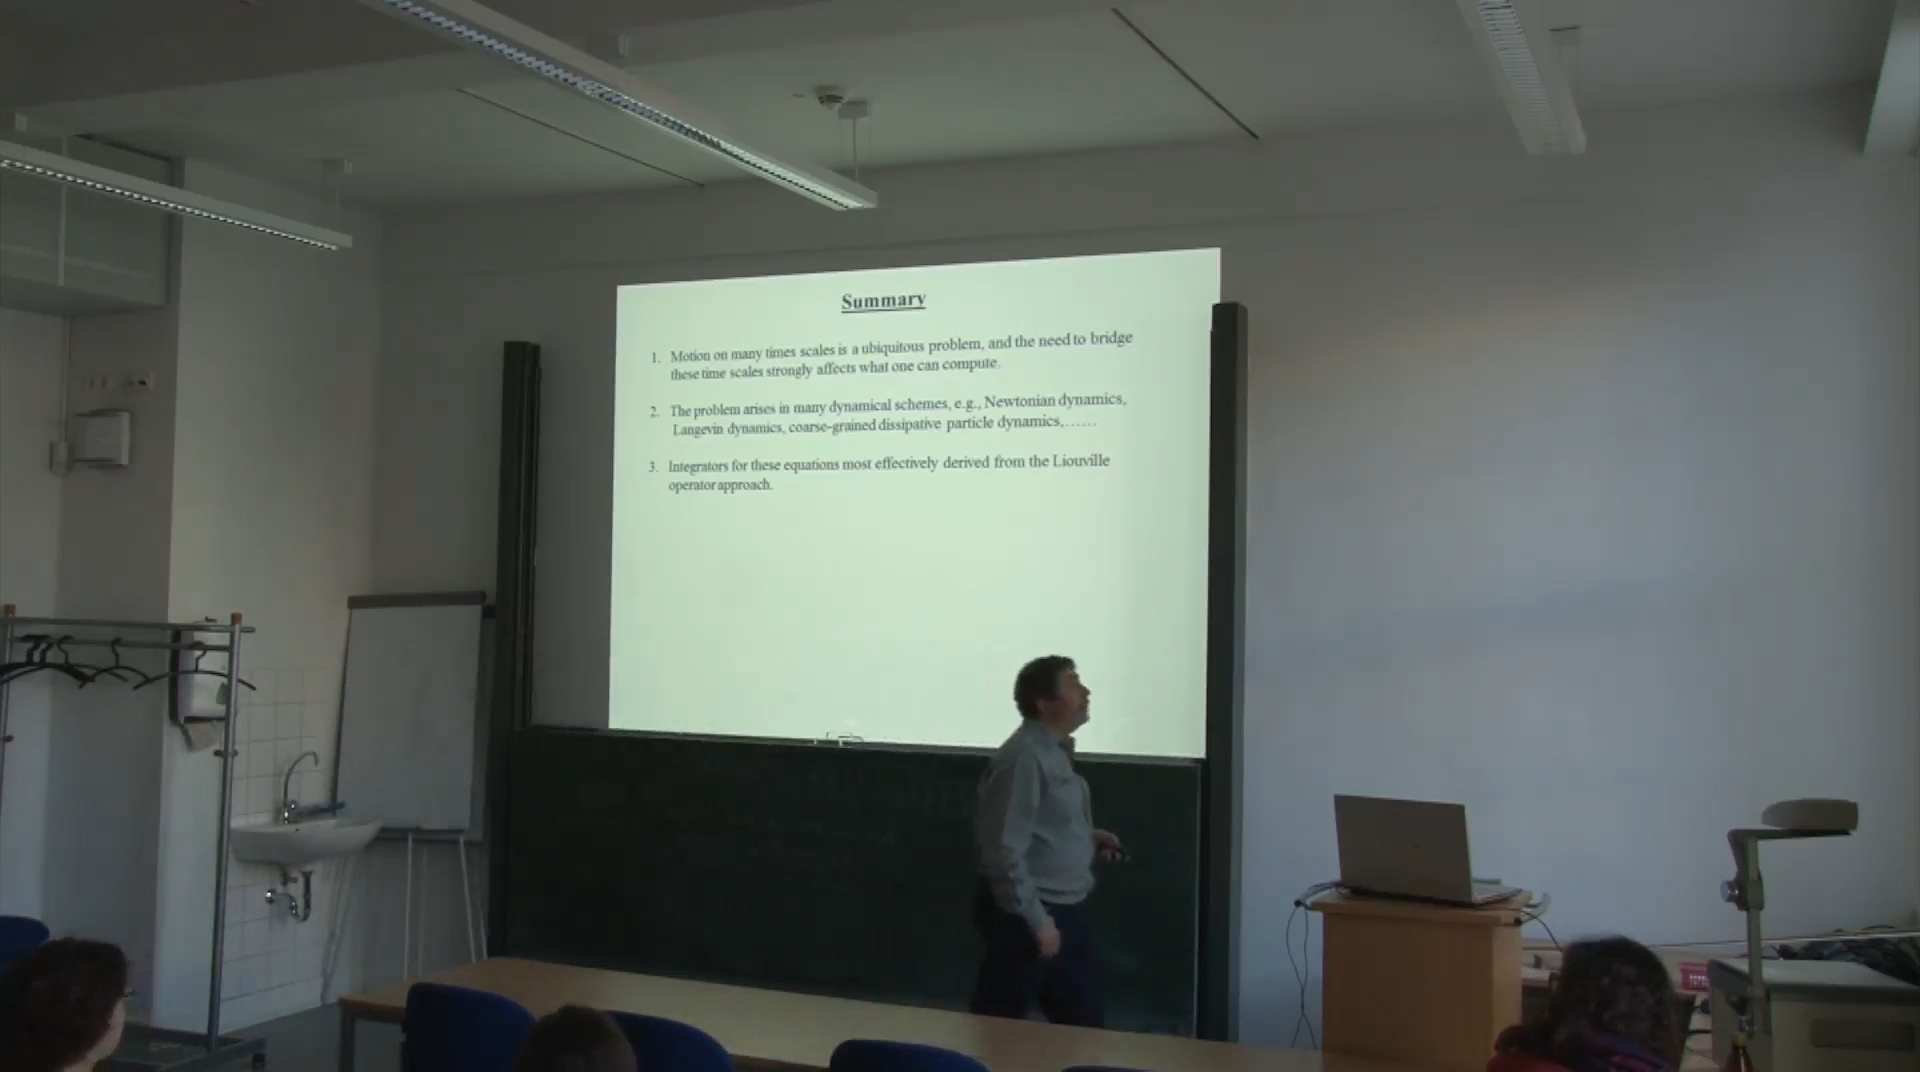 Summary
1. Motion on many times scales is a ubiquitous problem, and the need to bridge
these time scales strongly affects what one can compute.
2. The problem arises in many dynamical schemes, e.g., Newtonian dynamics,
Langevin dynamics, coarse-grained dissipative particle dynamics,......
3. Integrators for these equations most effectively derived from the Liouville
operator approach.